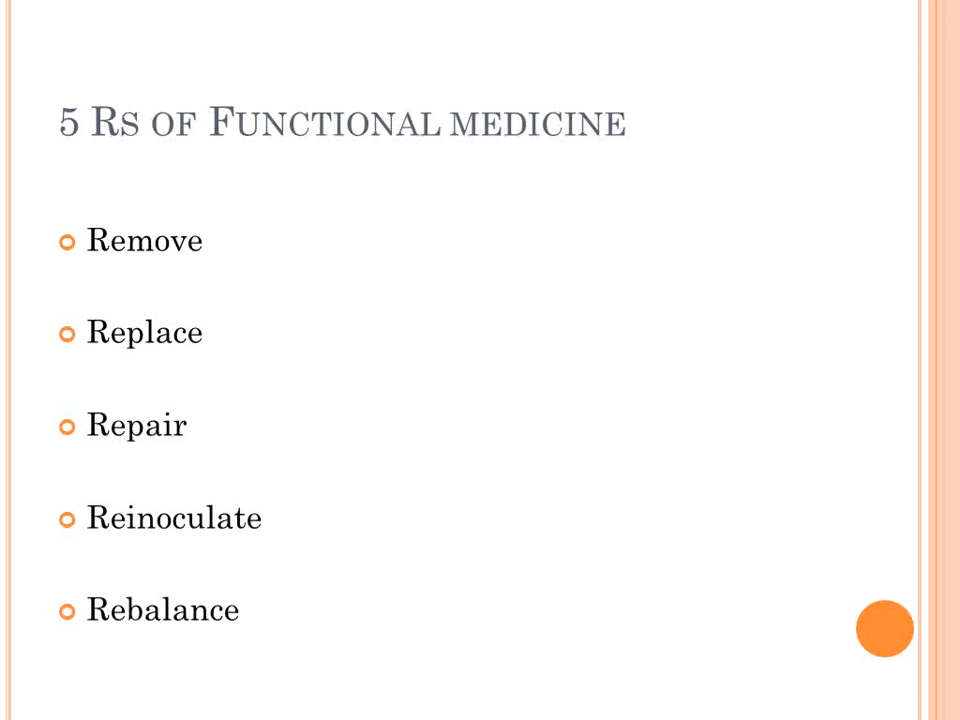 5 Rs of Functional medicine
Remove
Replace
Repair
Reinoculate
Rebalance